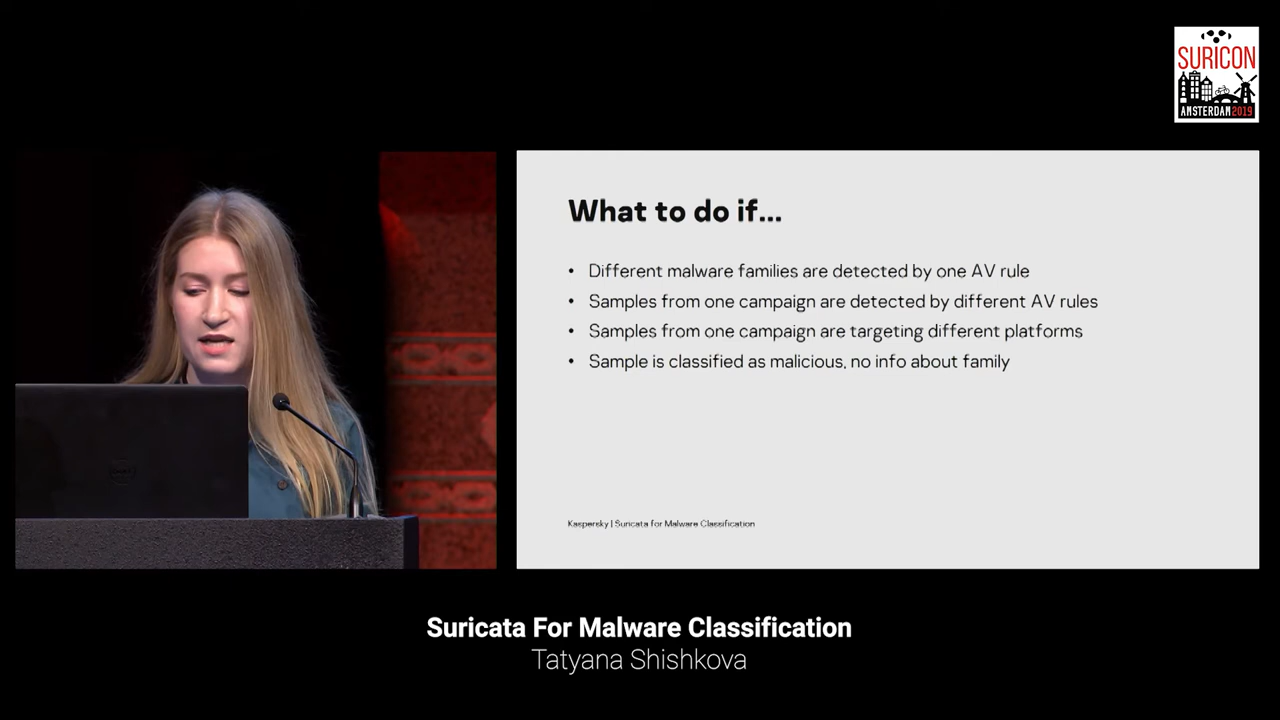 SURICON
AMSTERDAM2019
What to do if...
• Different malware families are detected by one AV rule
• Samples from one campaign are detected by different AV rules
• Samples from one campaign are targeting different platforms
• Sample is classified as malicious, no info about family
Kaspersky | Suricata for Malware Classification
DELL
Suricata For Malware Classification
Tatyana Shishkova